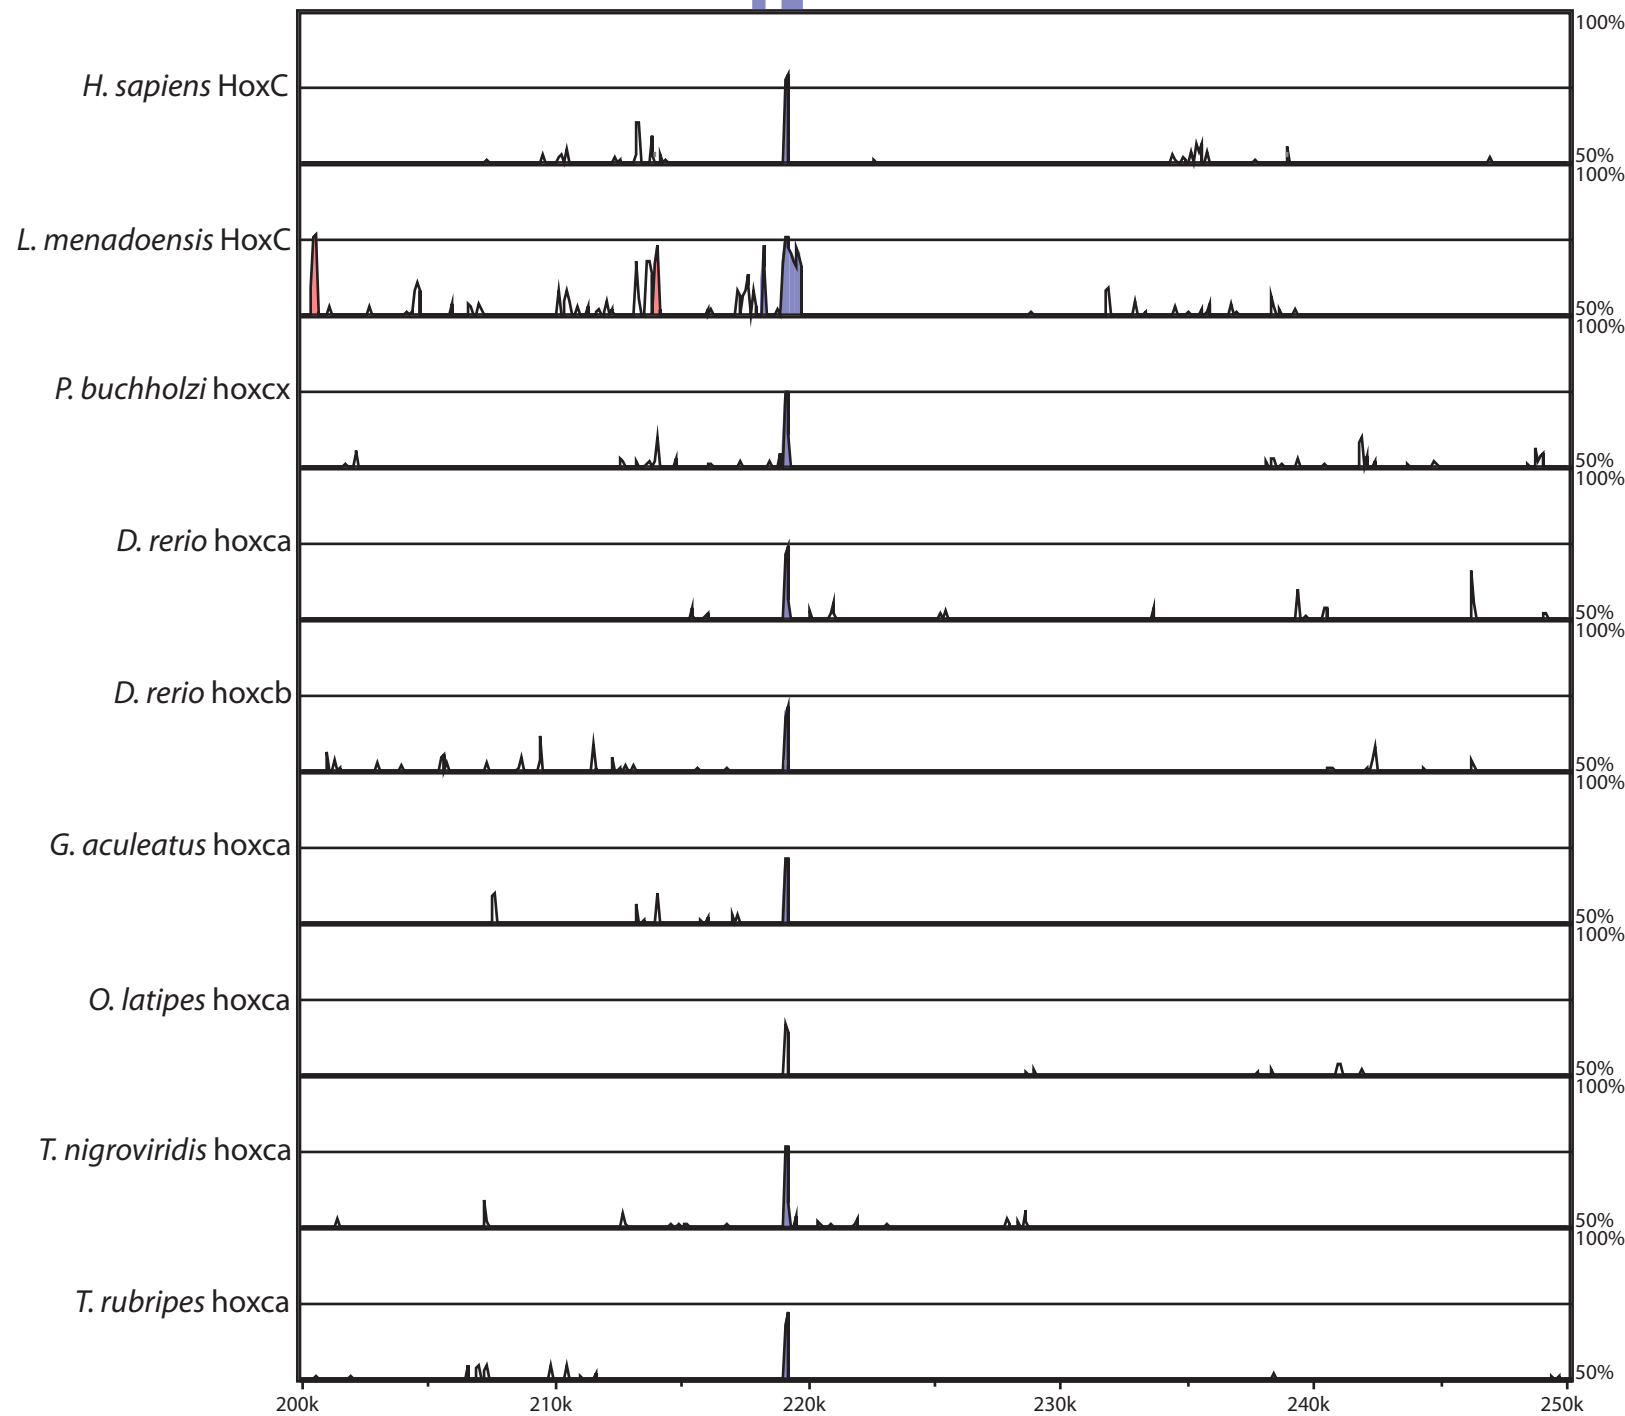 100%
H. sapiens HoxC
50%
100%
L. menadoensis HoxC
50%
100%
P. buchholzi hoxcx
50%
100%
D. rerio hoxca
50%
100%
D. rerio hoxcb
50%
100%
G. aculeatus hoxca
50%
100%
O. latipes hoxca
50%
100%
T. nigroviridis hoxca
50%
100%
T. rubripes hoxca
50%
200k 210k 220k 230k 240k 250k